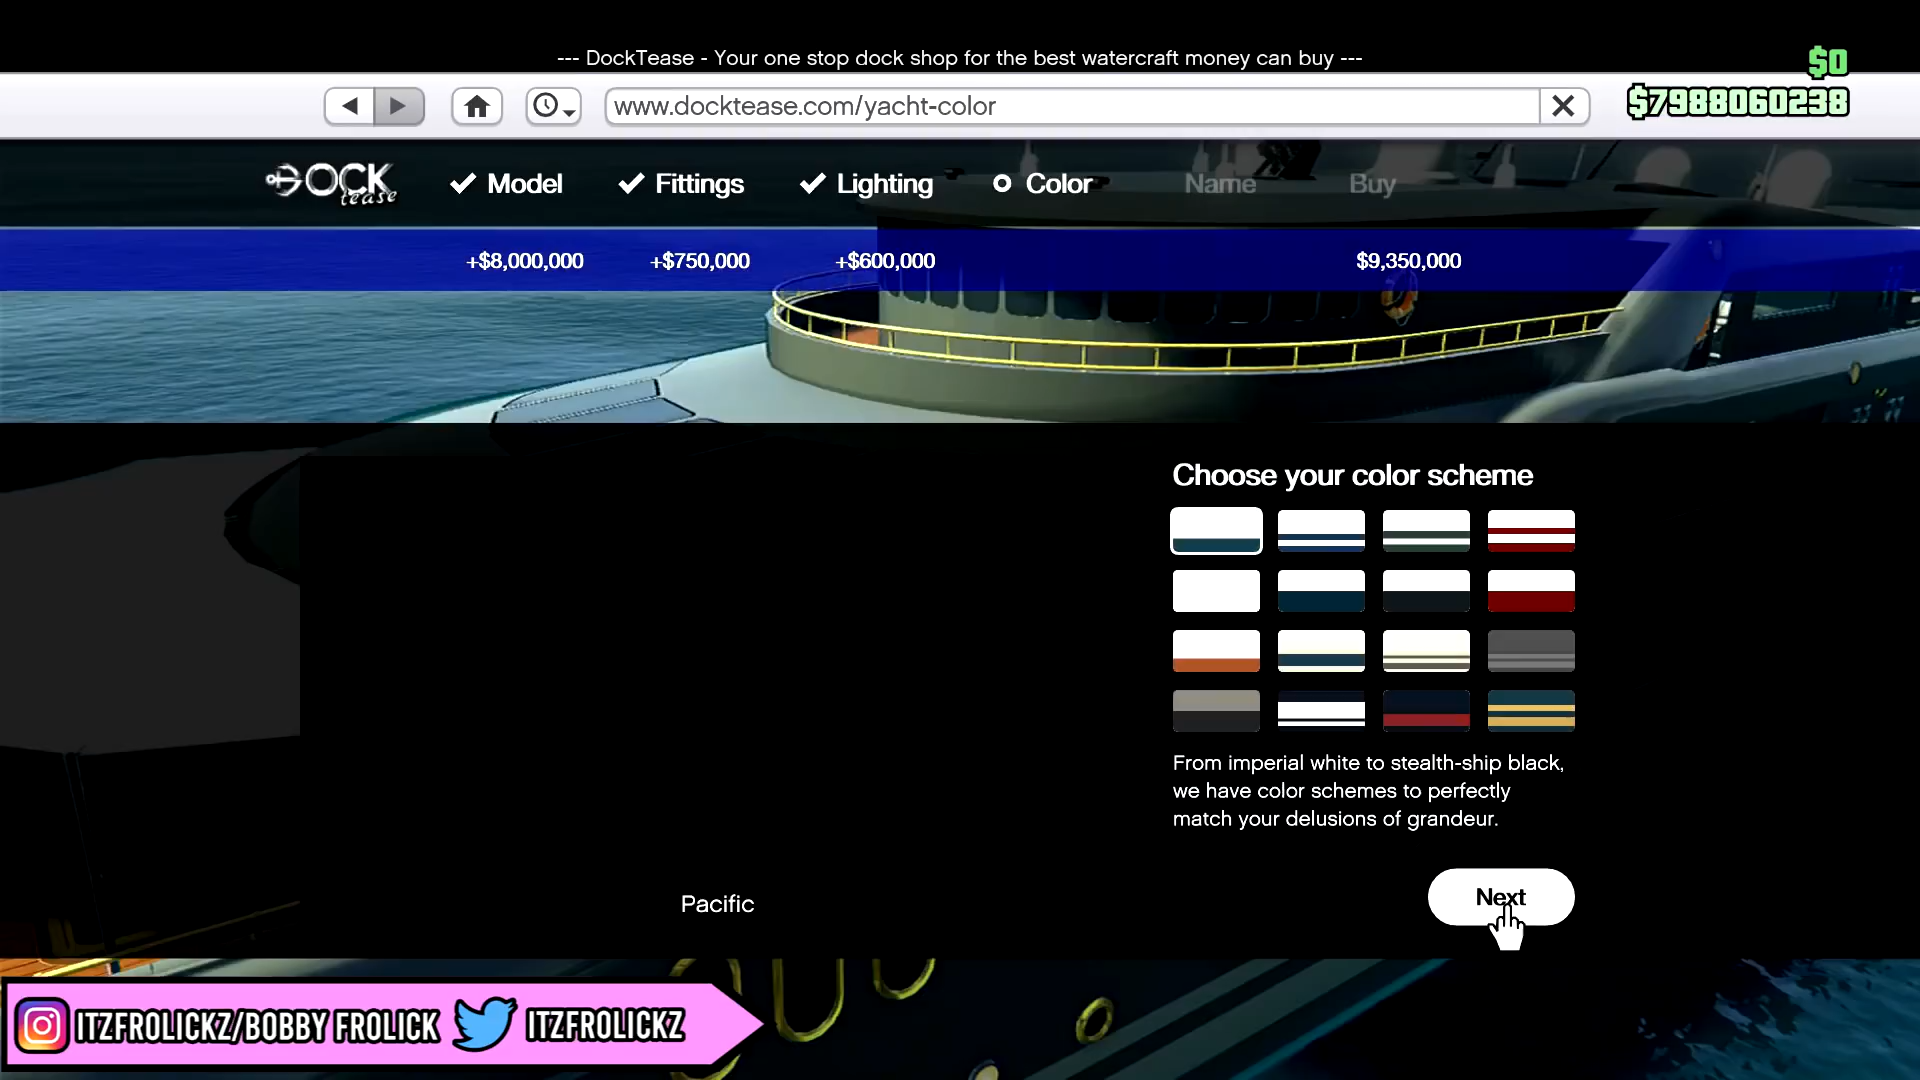 --- DockTease - Your one stop dock shop for the best watercraft money can buy ---
$0
www.docktease.com/yacht-color
$7988060238
DOCK
tease
Model
Fittings
Lighting
Color
Name
Buy
+$8,000,000
+$750,000
+$600,000
$9,350,000
Choose your color scheme
From imperial white to stealth-ship black,
we have color schemes to perfectly
match your delusions of grandeur.
Pacific
Next
ITZFROLICKZ/BOBBY FROLICK
ITZFROLICKZ